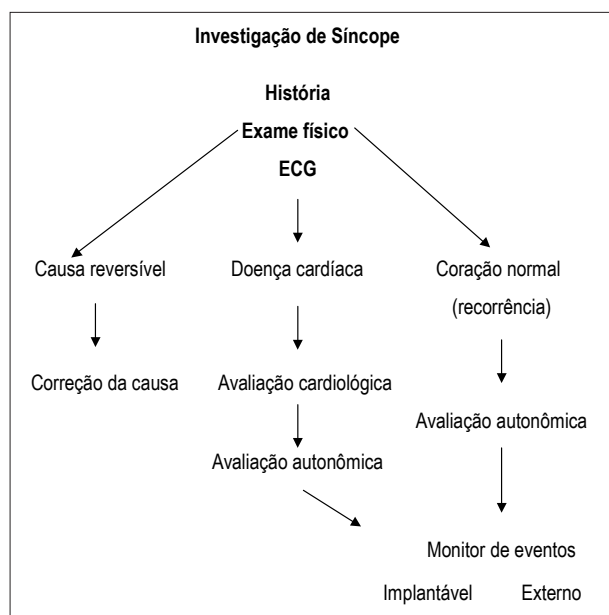 Investigação de Síncope
História
Exame físico
ECG
Causa reversível
Doença cardíaca
Coração normal
(recorrência)
Correção da causa
Avaliação cardiológica
Avaliação autonômica
Avaliação autonômica
Monitor de eventos
Implantável
Externo